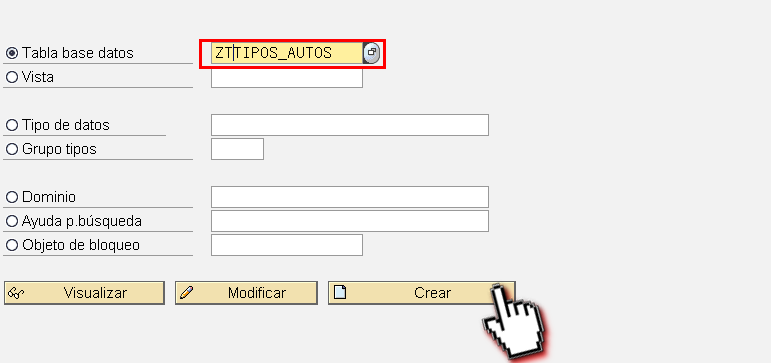 Tabla base datos ZTTIPOS_AUTOS
Vista
Tipo de datos
Grupo tipos
Dominio
Ayuda p.búsqueda
Objeto de bloqueo
Visualizar Modificar Crear